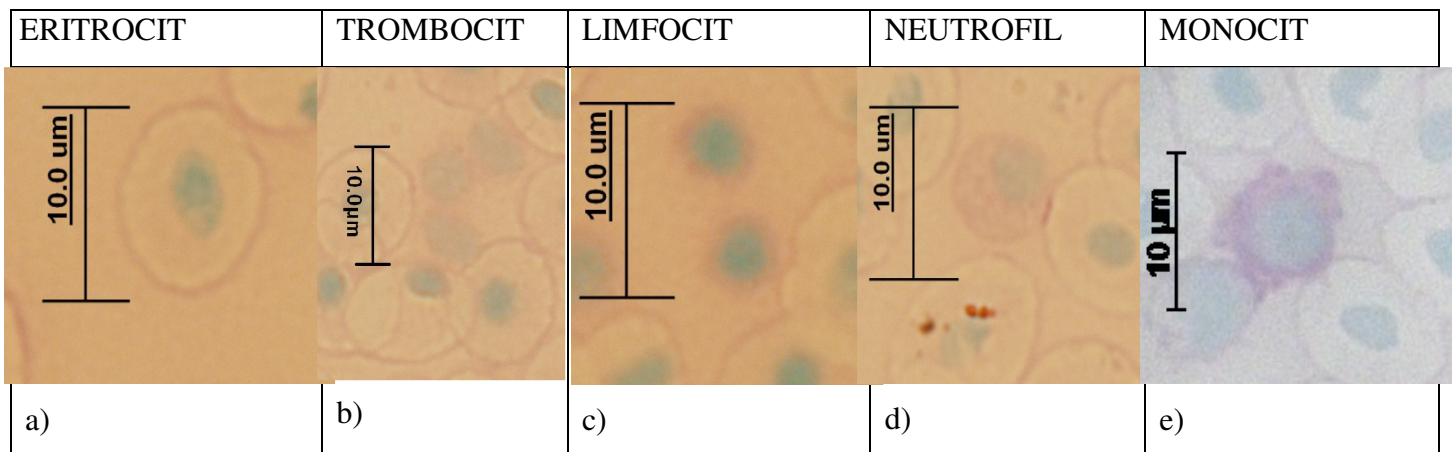 ERITROCIT TROMBOCIT LIMFOCIT NEUTROFIL MONOCIT
10.0 um 10.0μm 10.0 um 10.0 um 10 μm
a) b) c) d) e)